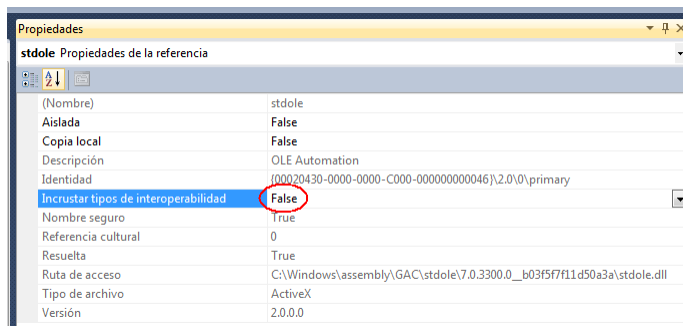 Propiedades
stdole Propiedades de la referencia
(Nombre) stdole
Aislada False
Copia local False
Descripción OLE Automation
Identidad {00020430-0000-0000-C000-000000000046}\2.0\0\primary
Incrustar tipos de interoperabilidad False
Nombre seguro True
Referencia cultural 0
Resuelta True
Ruta de acceso C:\Windows\assembly\GAC\stdole\7.0.3300.0__b03f5f7f11d50a3a\stdole.dll
Tipo de archivo ActiveX
Versión 2.0.0.0